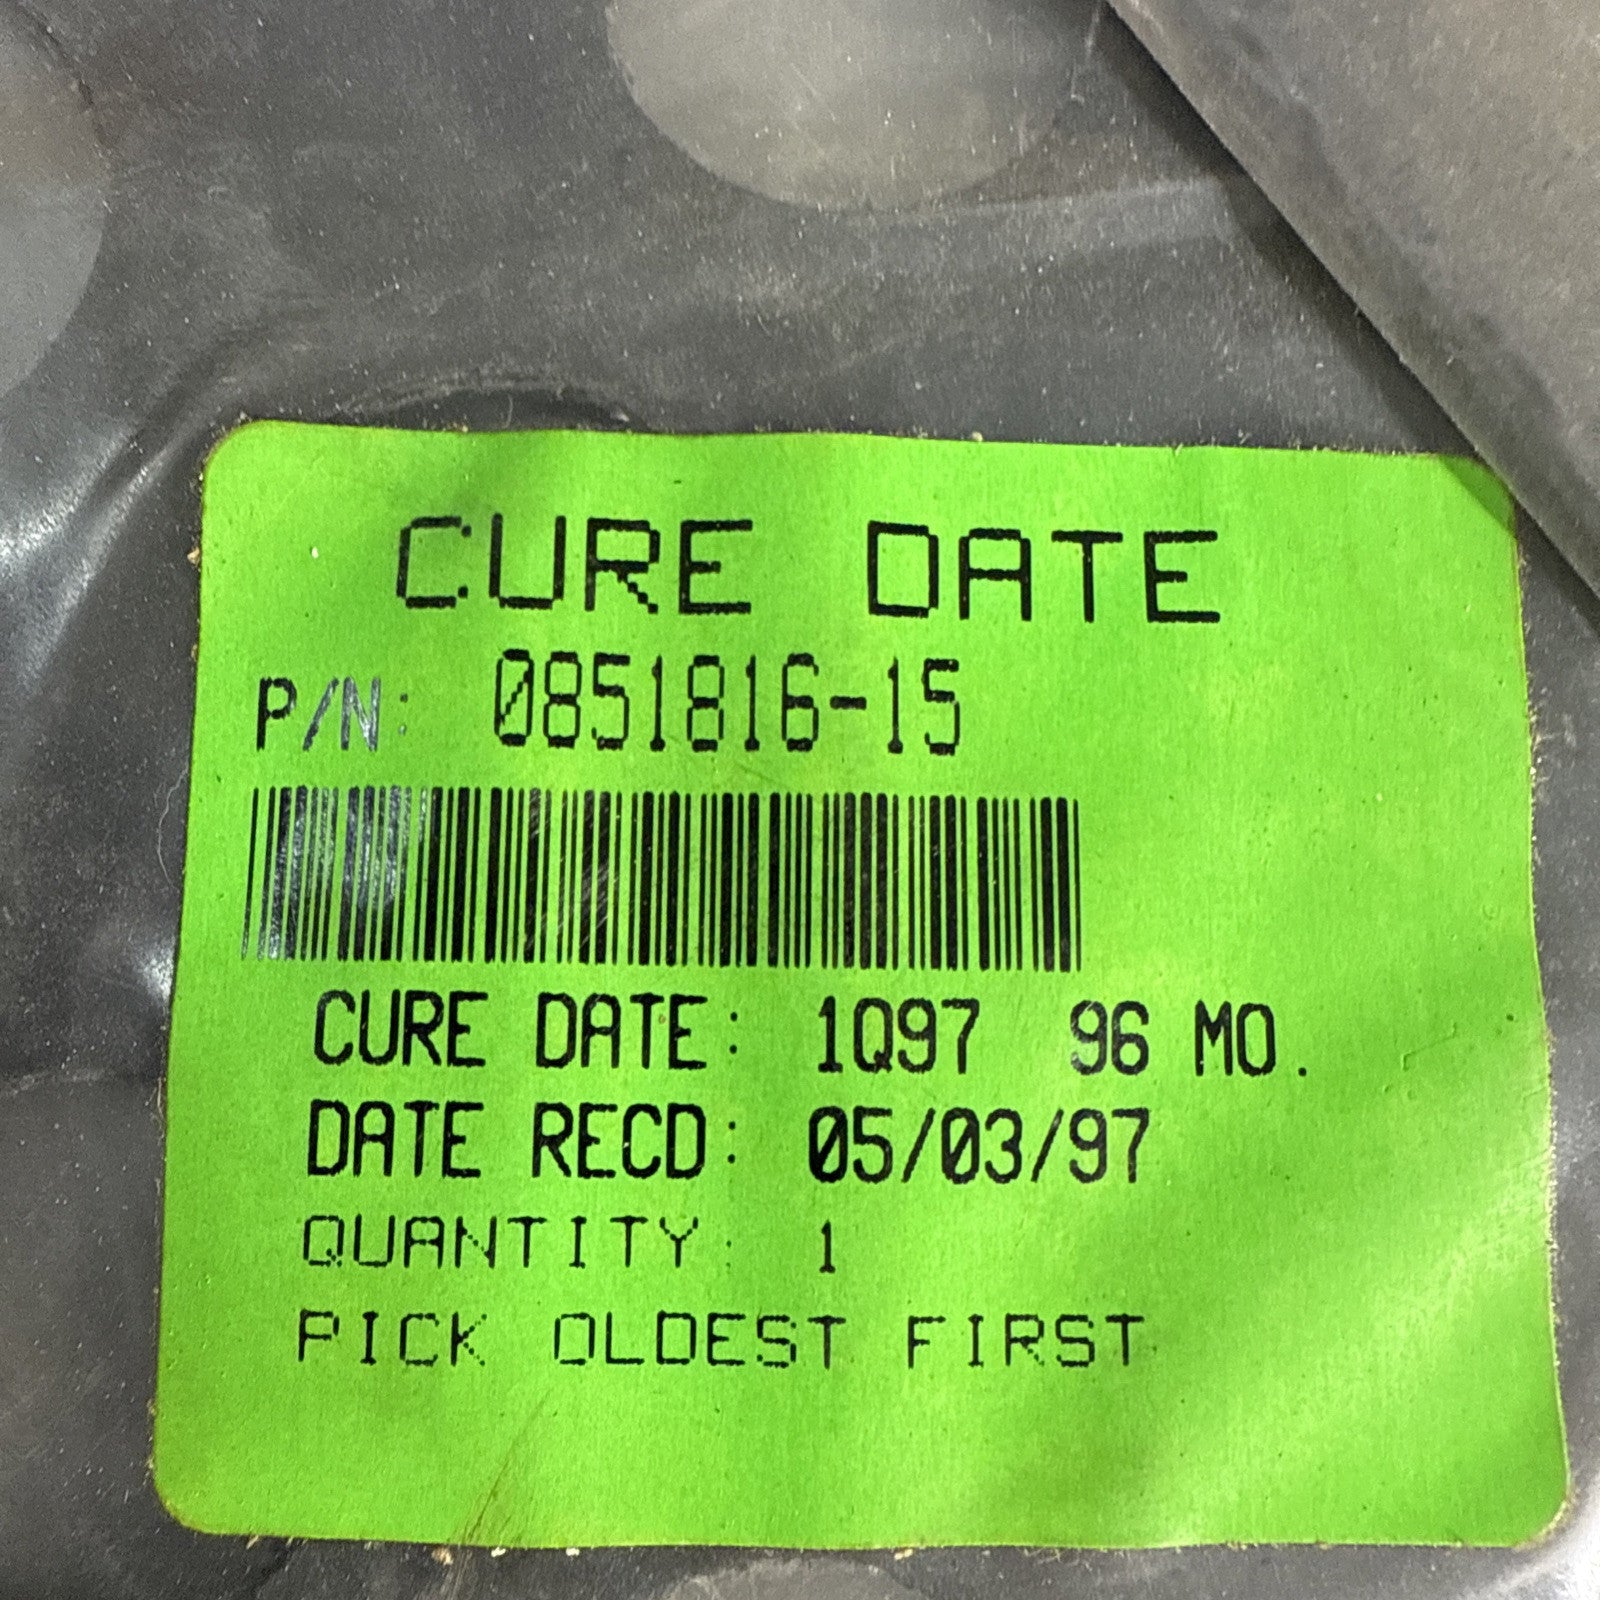 CURE DATE
P/N: 0851816-15
CURE DATE: 1Q97 96 MO.
DATE RECD: 05/03/97
QUANTITY: 1
PICK OLDEST FIRST